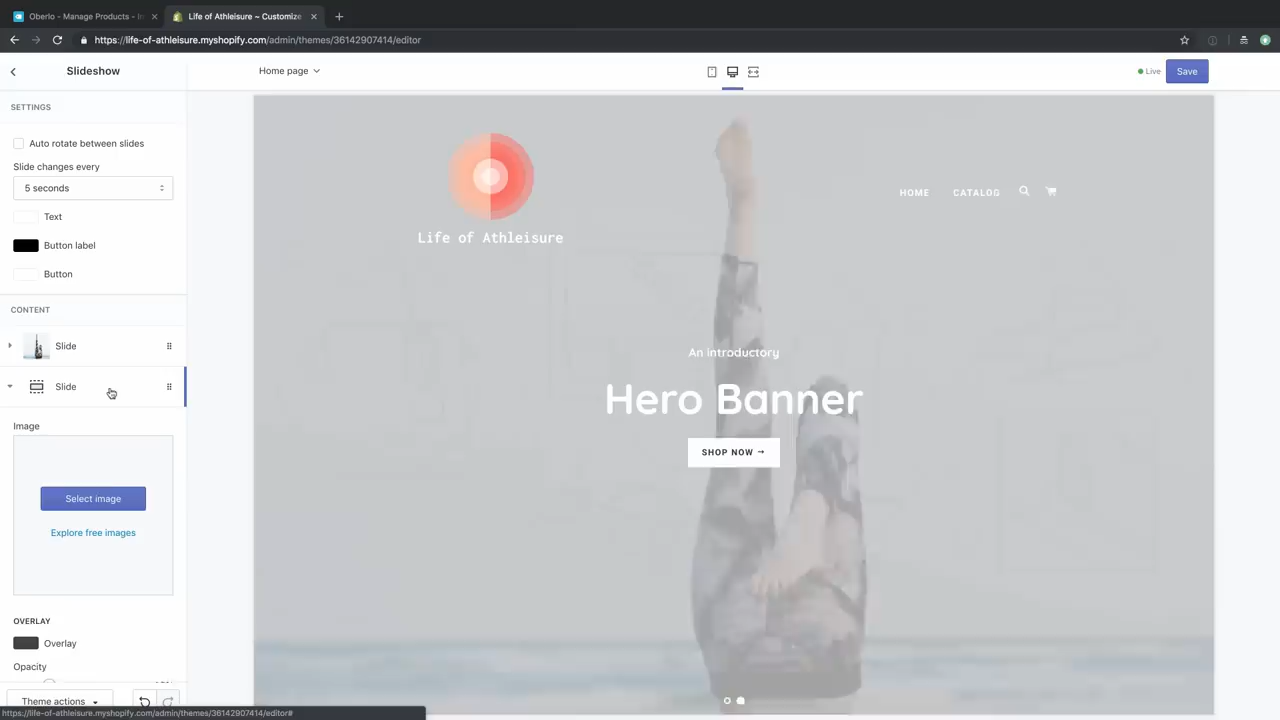 Oberlo - Manage Products - In
Life of Athleisure ~ Customize
https://life-of-athleisure.myshopify.com/admin/themes/36142907414/editor
Slideshow
Home page
Live
Save
SETTINGS
Auto rotate between slides
Slide changes every
5 seconds
Text
Button label
Button
CONTENT
Slide
Slide
Image
Select image
Explore free images
OVERLAY
Overlay
Opacity
Theme actions
https://life-of-athleisure.myshopify.com/admin/themes/36142907414/editor#
Life of Athleisure
HOME
CATALOG
An introductory
Hero Banner
SHOP NOW →